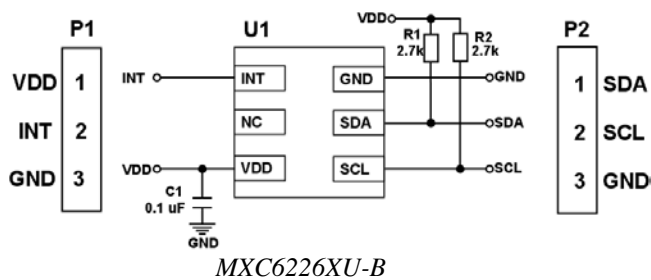 P1
VDD 1
INT 2
GND 3
U1
INT
INT
NC
VDD
VDD
C1
0.1 uF
GND
GND
SDA
SCL
VDD
R1
2.7k
R2
2.7k
GND
SDA
SCL
P2
1 SDA
2 SCL
3 GND
MXC6226XU-B